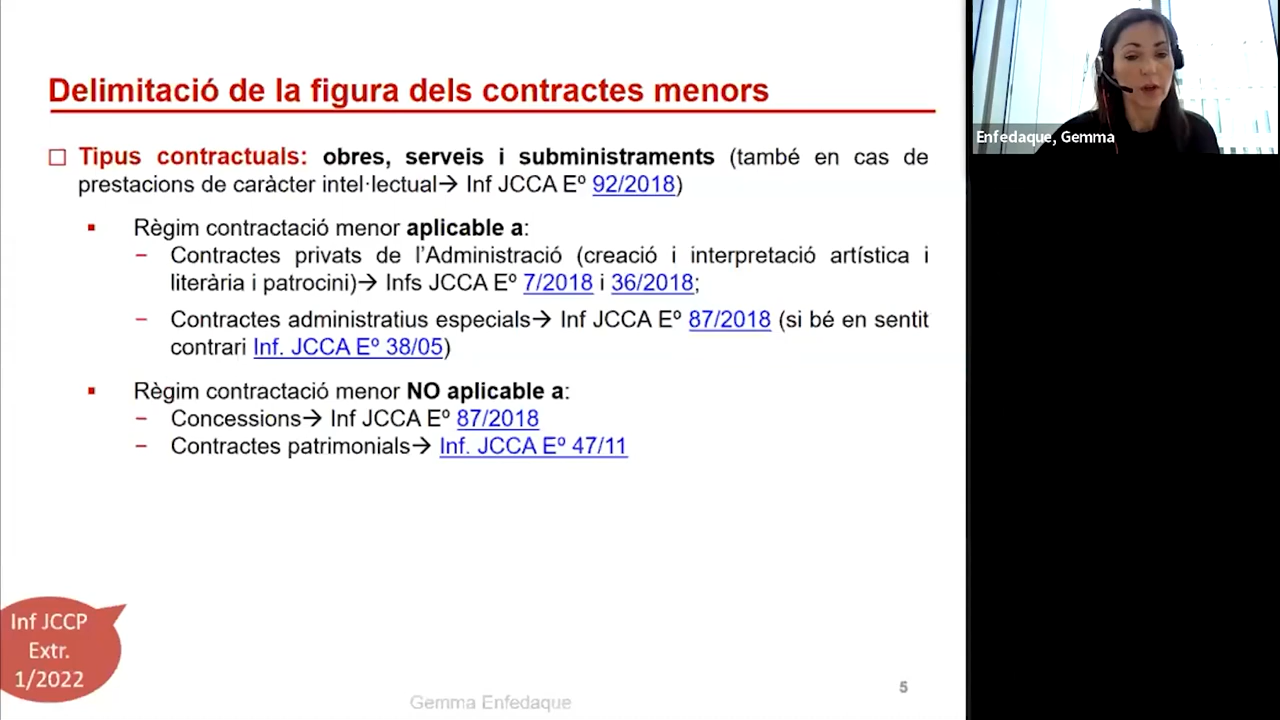 Delimitació de la figura dels contractes menors
Tipus contractuals: obres, serveis i subministraments (també en cas de
prestacions de caràcter intel·lectual→ Inf JCCA Eº 92/2018)
Règim contractació menor aplicable a:
− Contractes privats de l’Administració (creació i interpretació artística i
literària i patrocini)→ Infs JCCA Eº 7/2018 i 36/2018;
− Contractes administratius especials→ Inf JCCA Eº 87/2018 (si bé en sentit
contrari Inf. JCCA Eº 38/05)
Règim contractació menor NO aplicable a:
− Concessions→ Inf JCCA Eº 87/2018
− Contractes patrimonials→ Inf. JCCA Eº 47/11
Inf JCCP
Extr.
1/2022
Gemma Enfedaque
5
Enfedaque, Gemma